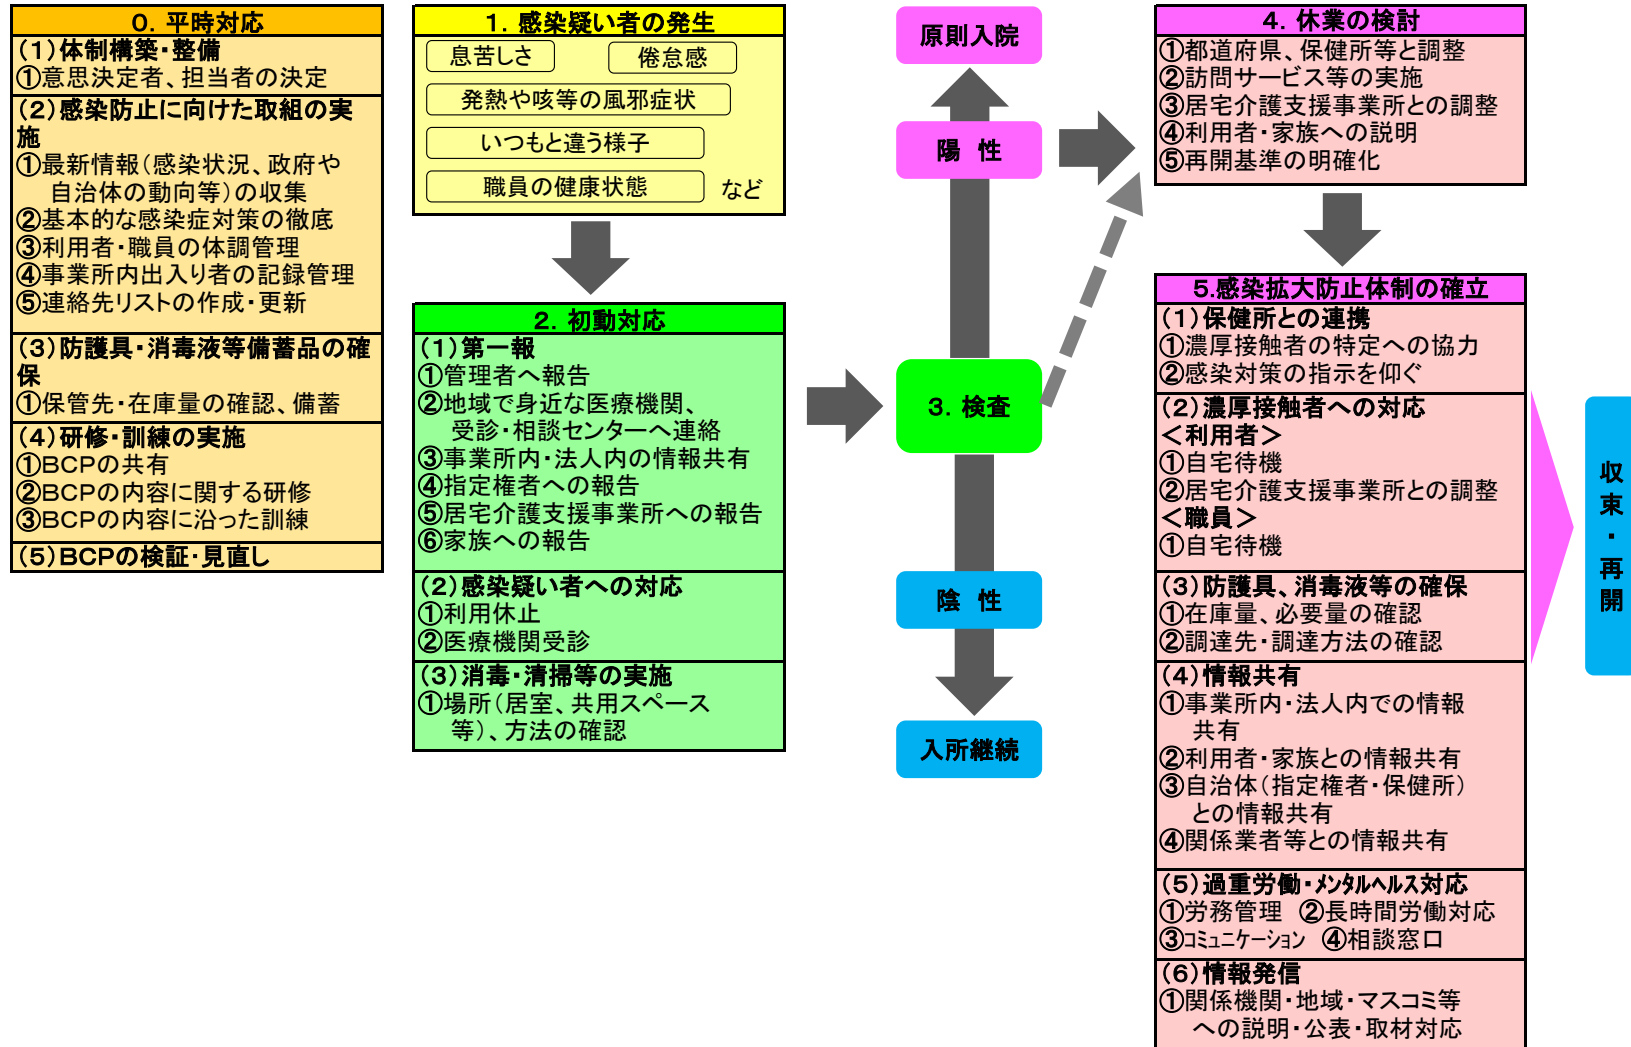 ０．平時対応
（１）体制構築・整備
①意思決定者、担当者の決定
（２）感染防止に向けた取組の実
施
①最新情報（感染状況、政府や
自治体の動向等）の収集
②基本的な感染症対策の徹底
③利用者・職員の体調管理
④事業所内出入り者の記録管理
⑤連絡先リストの作成・更新
（３）防護具・消毒液等備蓄品の確
保
①保管先・在庫量の確認、備蓄
（４）研修・訓練の実施
①ＢＣＰの共有
②ＢＣＰの内容に関する研修
③ＢＣＰの内容に沿った訓練
（５）ＢＣＰの検証・見直し
１．感染疑い者の発生
息苦しさ
倦怠感
発熱や咳等の風邪症状
いつもと違う様子
職員の健康状態
など
２．初動対応
（１）第一報
①管理者へ報告
②地域で身近な医療機関、
受診・相談センターへ連絡
③事業所内・法人内の情報共有
④指定権者への報告
⑤居宅介護支援事業所への報告
⑥家族への報告
（２）感染疑い者への対応
①利用休止
②医療機関受診
（３）消毒・清掃等の実施
①場所（居室、共用スペース
等）、方法の確認
原則入院
陽 性
３．検査
陰 性
入所継続
４．休業の検討
①都道府県、保健所等と調整
②訪問サービス等の実施
③居宅介護支援事業所との調整
④利用者・家族への説明
⑤再開基準の明確化
５.感染拡大防止体制の確立
（１）保健所との連携
①濃厚接触者の特定への協力
②感染対策の指示を仰ぐ
（２）濃厚接触者への対応
＜利用者＞
①自宅待機
②居宅介護支援事業所との調整
＜職員＞
①自宅待機
（３）防護具、消毒液等の確保
①在庫量、必要量の確認
②調達先・調達方法の確認
（４）情報共有
①事業所内・法人内での情報
共有
②利用者・家族との情報共有
③自治体（指定権者・保健所）
との情報共有
④関係業者等との情報共有
（５）過重労働・ﾒﾝﾀﾙﾍﾙｽ対応
①労務管理 ②長時間労働対応
③ｺﾐｭﾆｹｰｼｮﾝ ④相談窓口
（６）情報発信
①関係機関・地域・マスコミ等
への説明・公表・取材対応
収束・再開